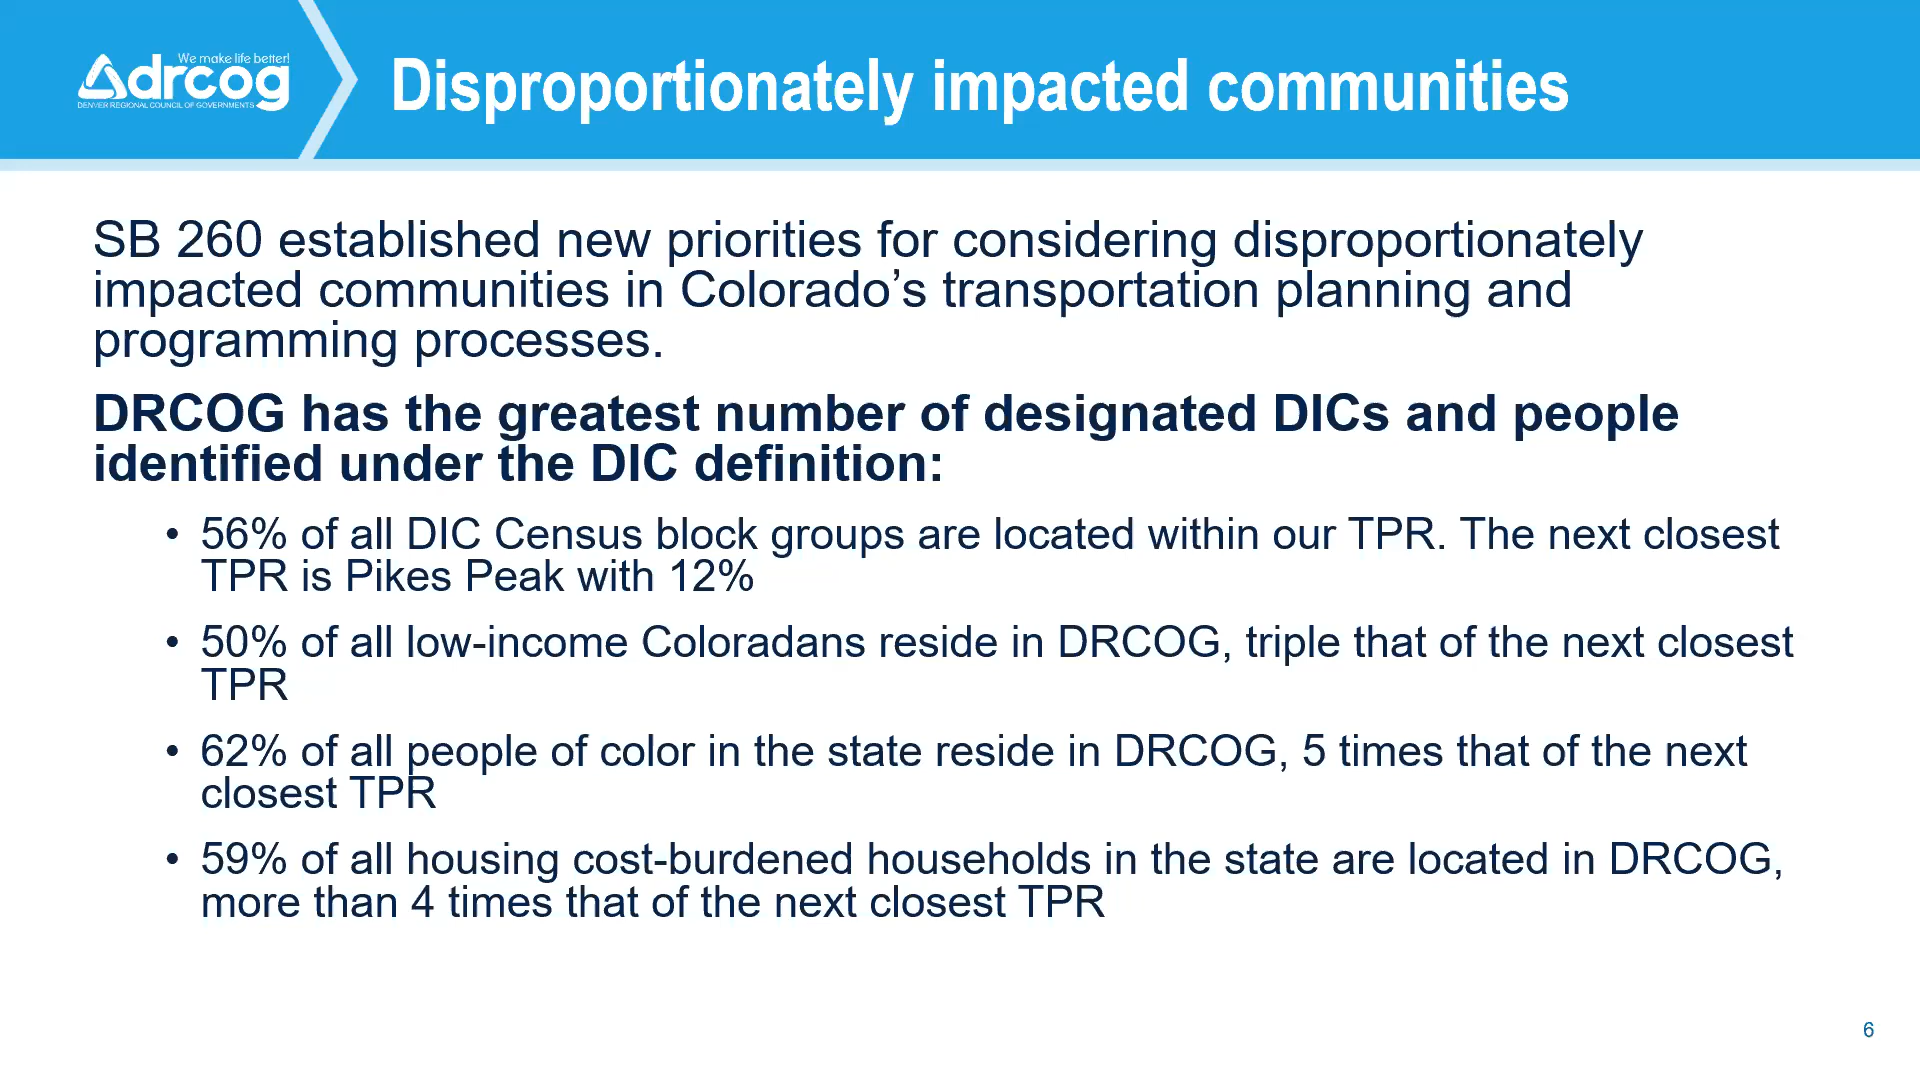 We make life better!
drcog
DENVER REGIONAL COUNCIL OF GOVERNMENTS
Disproportionately impacted communities
SB 260 established new priorities for considering disproportionately
impacted communities in Colorado’s transportation planning and
programming processes.
DRCOG has the greatest number of designated DICs and people
identified under the DIC definition:
• 56% of all DIC Census block groups are located within our TPR. The next closest
TPR is Pikes Peak with 12%
• 50% of all low-income Coloradans reside in DRCOG, triple that of the next closest
TPR
• 62% of all people of color in the state reside in DRCOG, 5 times that of the next
closest TPR
• 59% of all housing cost-burdened households in the state are located in DRCOG,
more than 4 times that of the next closest TPR
6